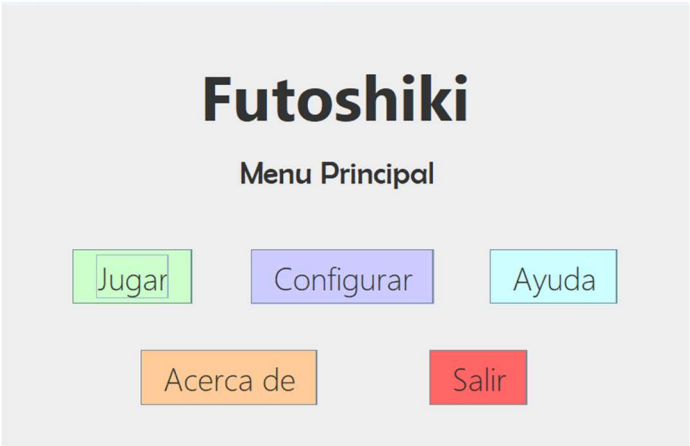 Futoshiki
Menu Principal
Jugar Configurar Ayuda
Acerca de Salir